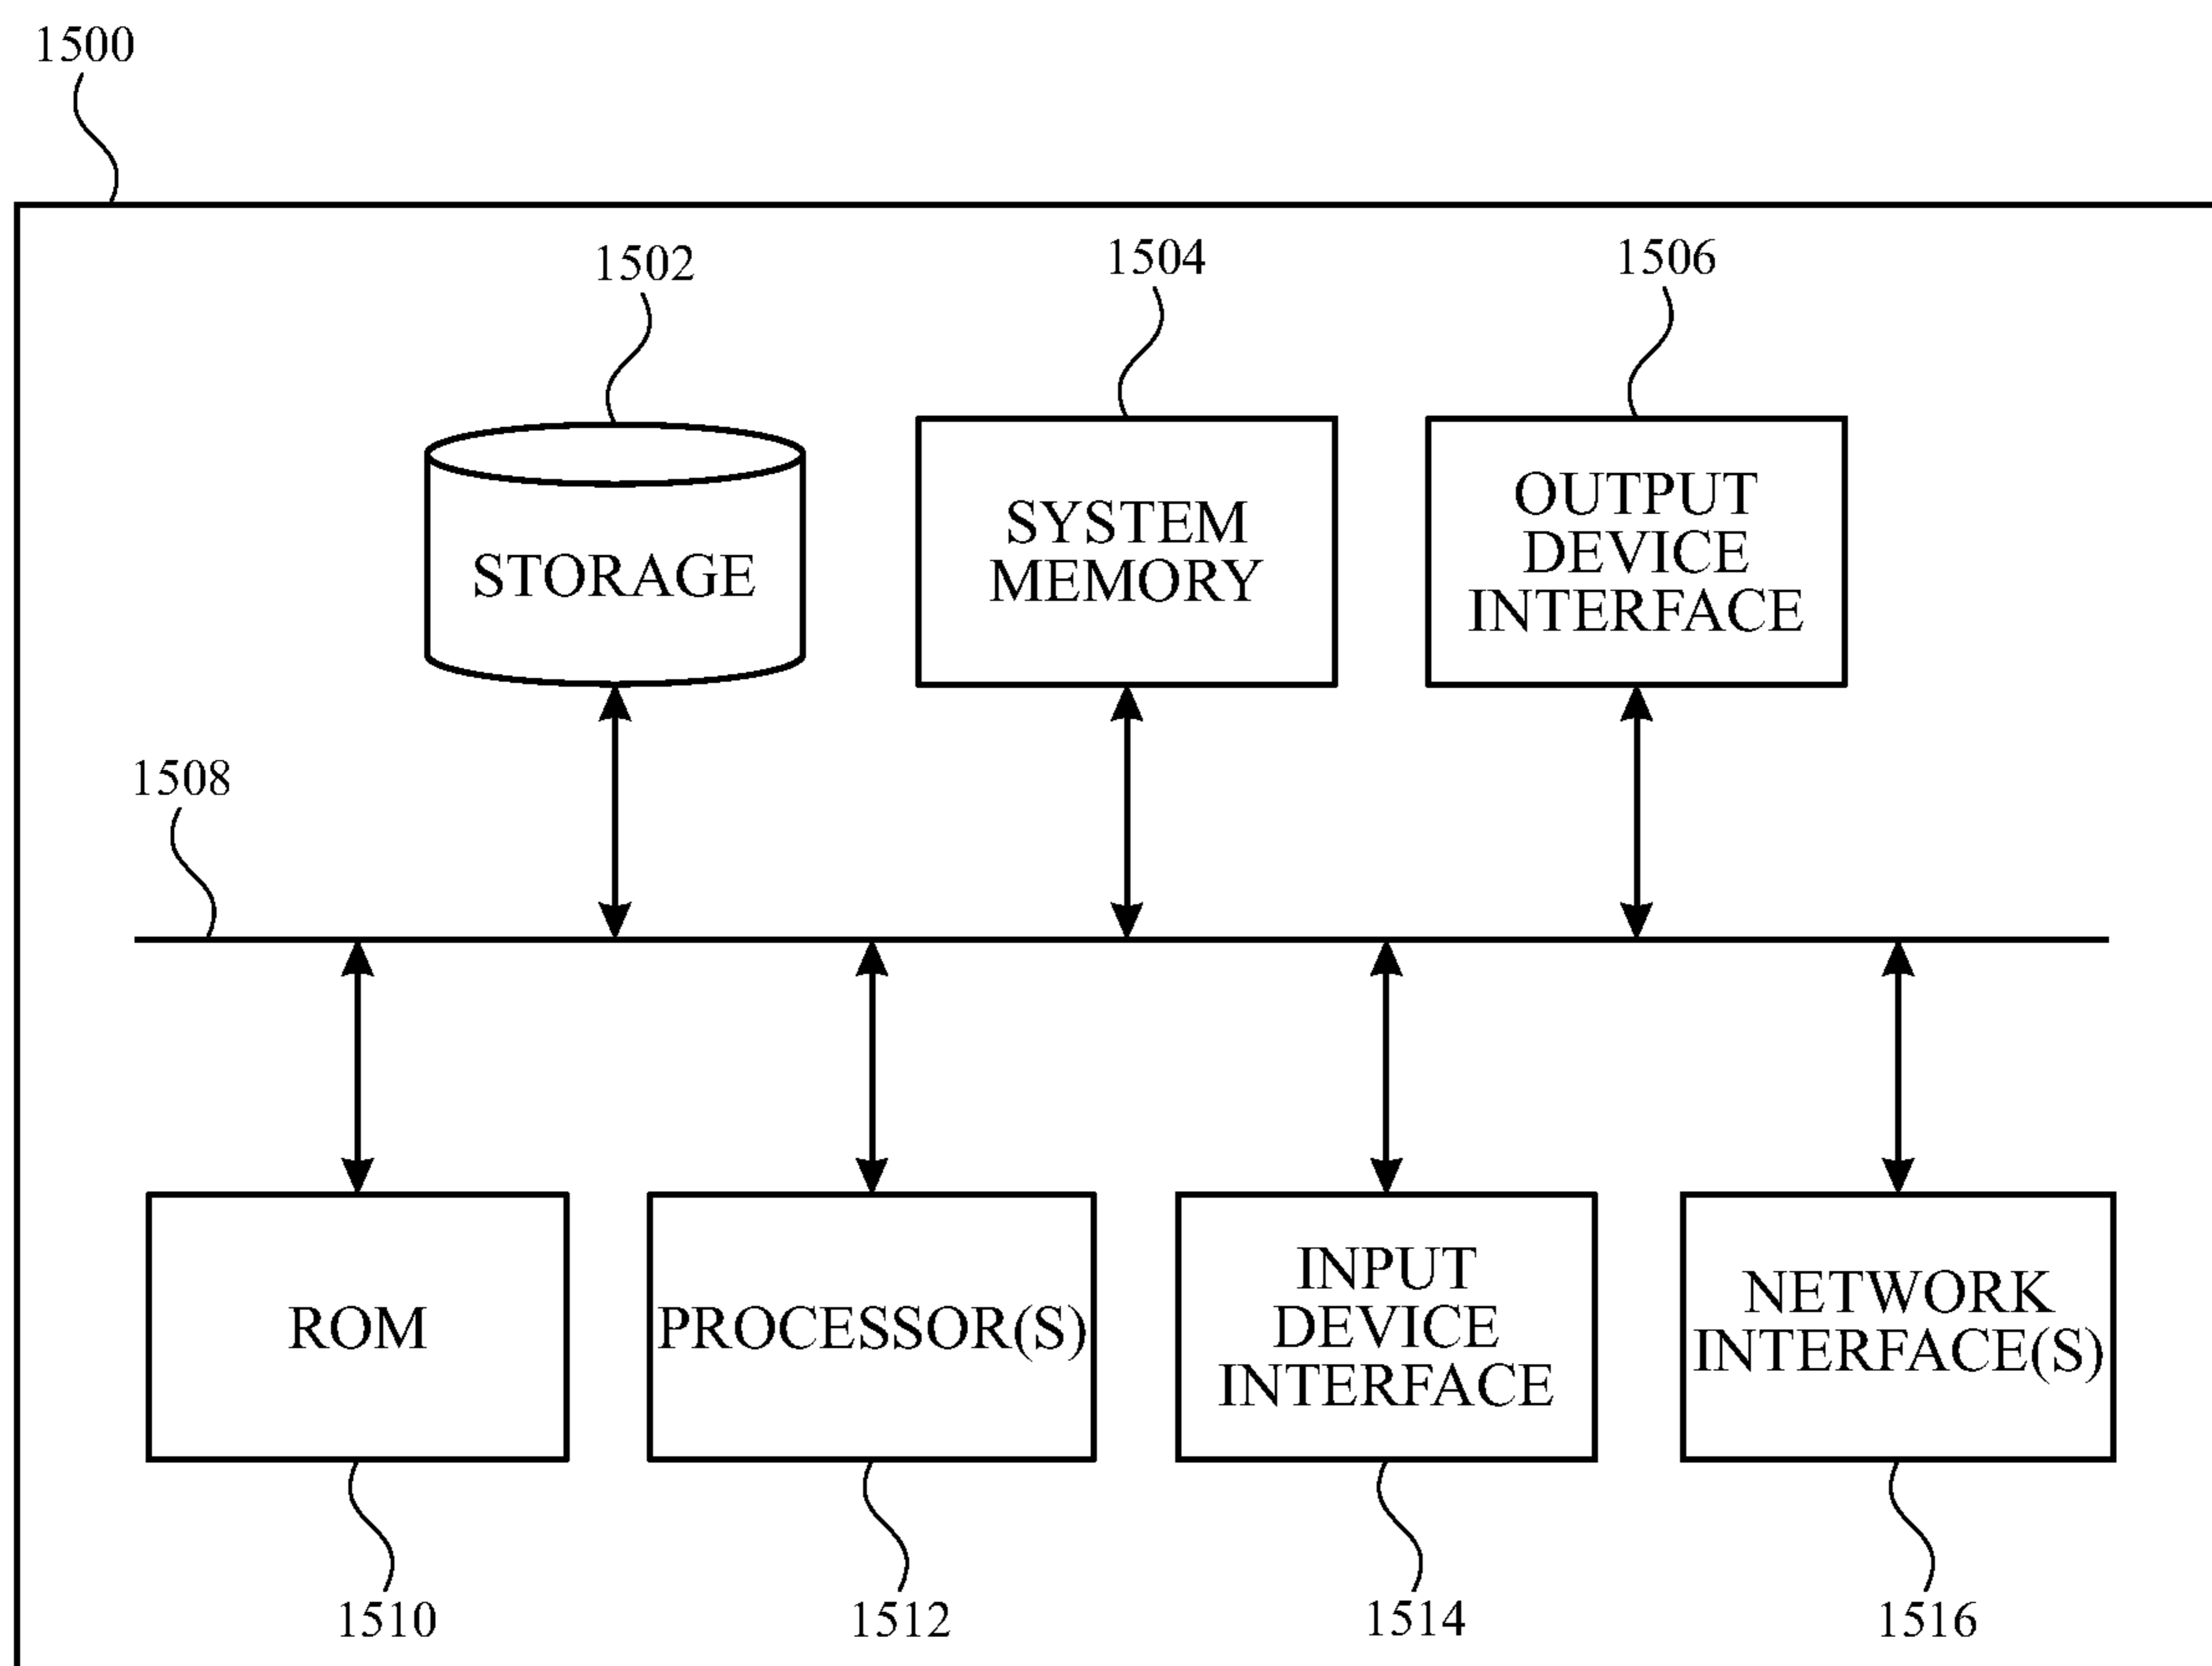 1500
1502
1504
1506
STORAGE
SYSTEM
MEMORY
OUTPUT
DEVICE
INTERFACE
1508
ROM
PROCESSOR(S)
INPUT
DEVICE
INTERFACE
NETWORK
INTERFACE(S)
1510
1512
1514
1516